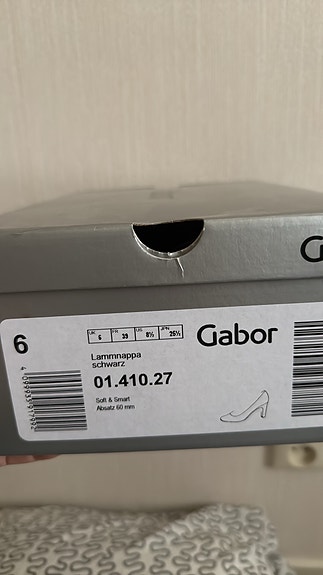 G
6
UK FR US JPN
6 39 8½ 25½
Gabor
Lammnappa
schwarz
01.410.27
Soft & Smart
Absatz 60 mm